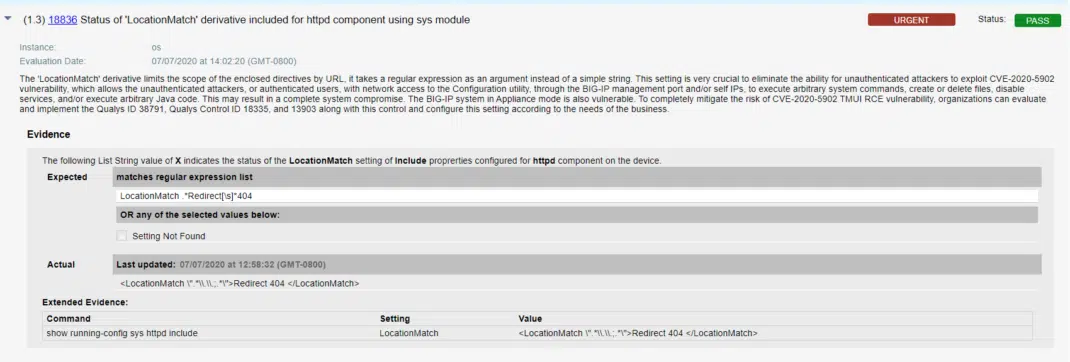 (1.3) 18836 Status of 'LocationMatch' derivative included for httpd component using sys module
URGENT
Status:
PASS
Instance: os
Evaluation Date: 07/07/2020 at 14:02:20 (GMT-0800)
The 'LocationMatch' derivative limits the scope of the enclosed directives by URL, it takes a regular expression as an argument instead of a simple string. This setting is very crucial to eliminate the ability for unauthenticated attackers to exploit CVE-2020-5902
vulnerability, which allows the unauthenticated attackers, or authenticated users, with network access to the Configuration utility, through the BIG-IP management port and/or self IPs, to execute arbitrary system commands, create or delete files, disable
services, and/or execute arbitrary Java code. This may result in a complete system compromise. The BIG-IP system in Appliance mode is also vulnerable. To completely mitigate the risk of CVE-2020-5902 TMUI RCE vulnerability, organizations can evaluate
and implement the Qualys ID 38791, Qualys Control ID 18335, and 13903 along with this control and configure this setting according to the needs of the business.
Evidence
The following List String value of X indicates the status of the LocationMatch setting of Include proprerties configured for httpd component on the device.
Expected
matches regular expression list
LocationMatch .*Redirect[\s]*404
OR any of the selected values below:
Setting Not Found
Actual
Last updated: 07/07/2020 at 12:58:32 (GMT-0800)
<LocationMatch \".*\\.\\.;.*\">Redirect 404 </LocationMatch>
Extended Evidence:
Command Setting Value
show running-config sys httpd include LocationMatch <LocationMatch \".*\\.\\.;.*\">Redirect 404 </LocationMatch>